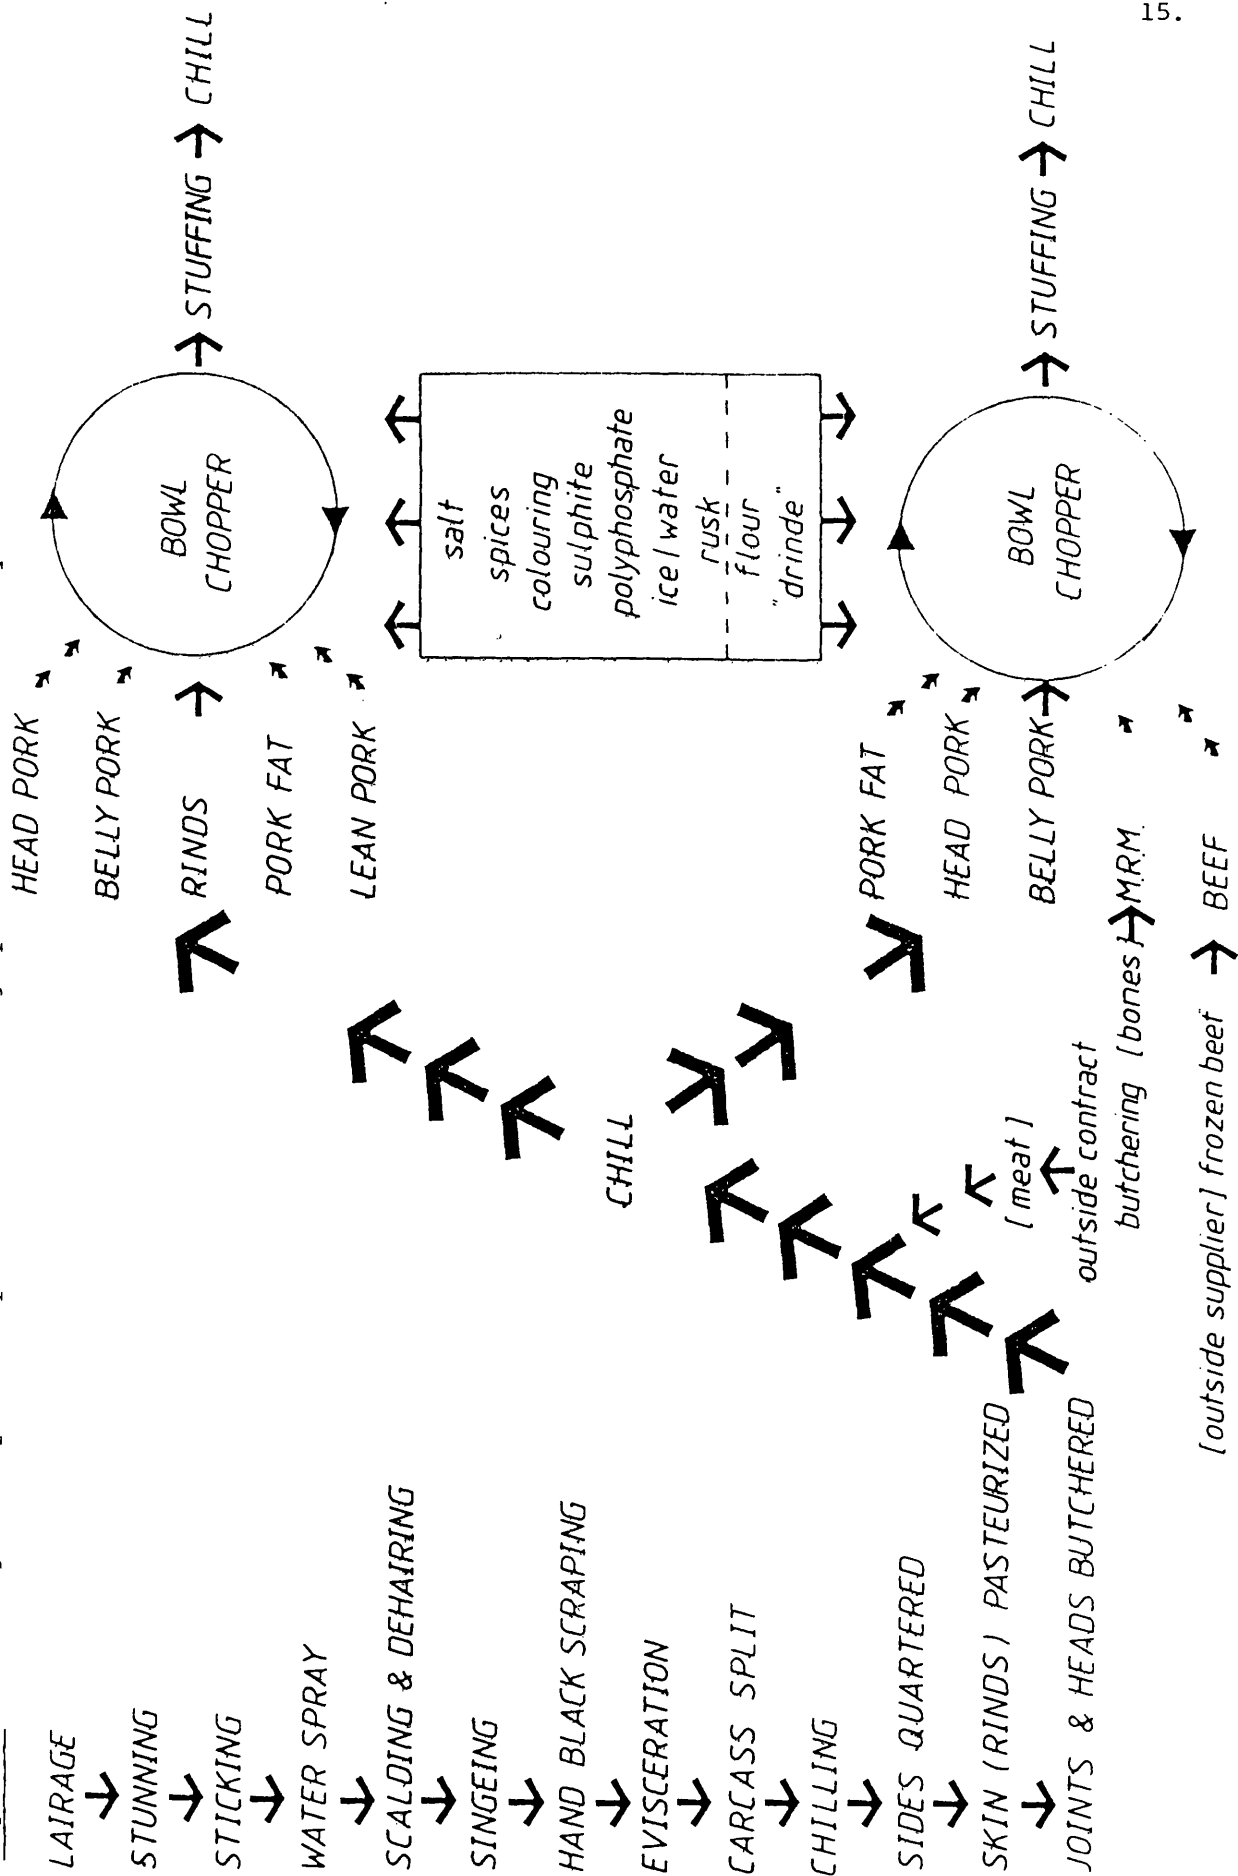 15.
LAIRAGE
STUNNING
STICKING
WATER SPRAY
SCALDING & DEHAIRING
SINGEING
HAND BLACK SCRAPING
EVISCERATION
CARCASS SPLIT
CHILLING
SIDES QUARTERED
SKIN (RINDS) PASTEURIZED
JOINTS & HEADS BUTCHERED
[meat]
outside contract
butchering [bones]
M.R.M.
[outside supplier] frozen beef
BEEF
CHILL
HEAD PORK
BELLY PORK
RINDS
PORK FAT
LEAN PORK
BOWL
CHOPPER
STUFFING
CHILL
salt
spices
colouring
sulphite
polyphosphate
ice/water
rusk
flour
"drinde"
PORK FAT
HEAD PORK
BELLY PORK
BOWL
CHOPPER
STUFFING
CHILL